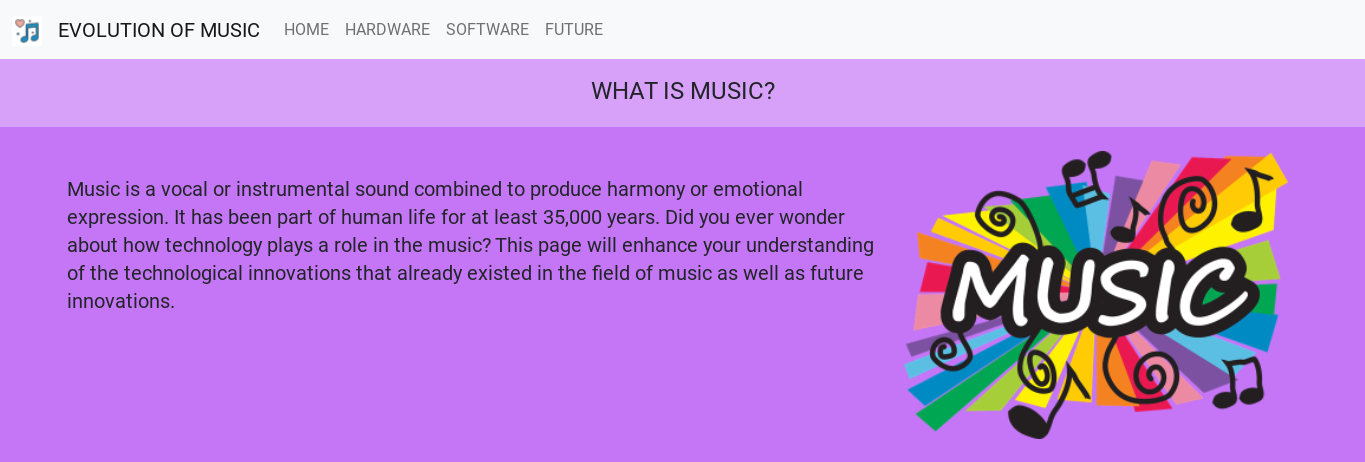 EVOLUTION OF MUSIC HOME HARDWARE SOFTWARE FUTURE
WHAT IS MUSIC?
Music is a vocal or instrumental sound combined to produce harmony or emotional
expression. It has been part of human life for at least 35,000 years. Did you ever wonder
about how technology plays a role in the music? This page will enhance your understanding
of the technological innovations that already existed in the field of music as well as future
innovations.
MUSIC